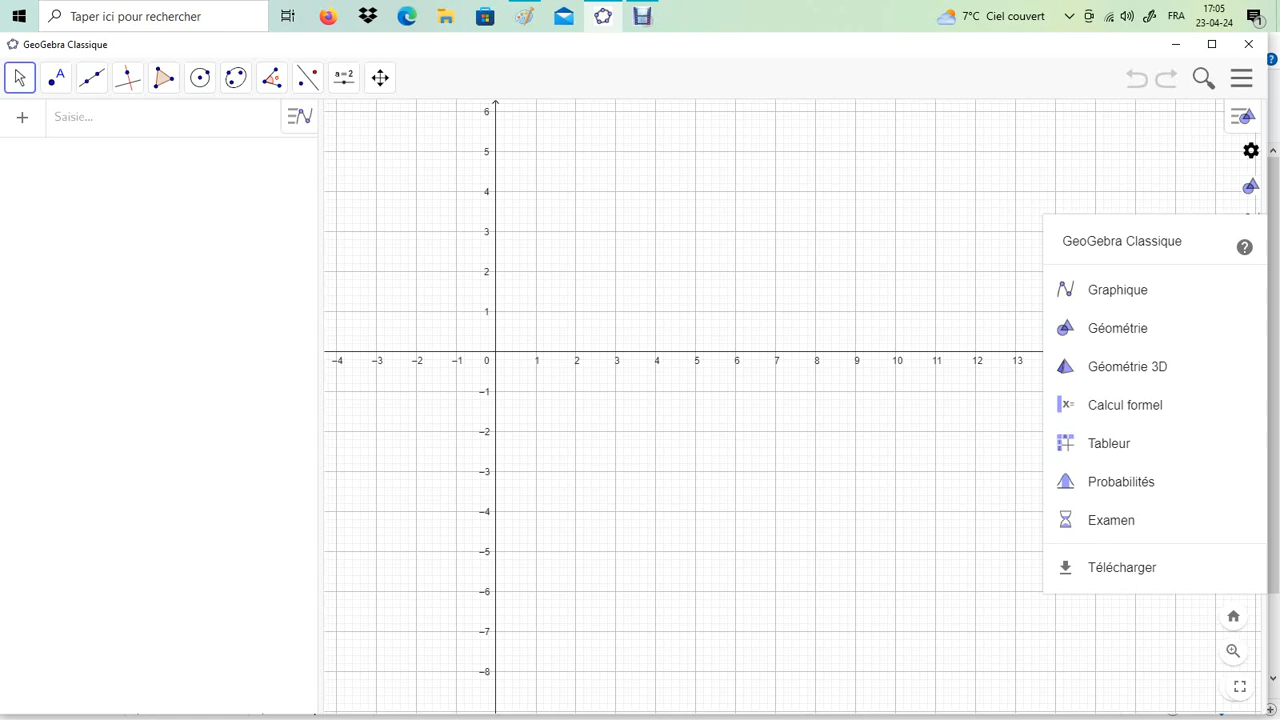 Taper ici pour rechercher
7°C Ciel couvert
FRA
17:05
23-04-24
1
GeoGebra Classique
A
a=2
Saisie...
6
5
4
3
2
1
−4 −3 −2 −1 0 1 2 3 4 5 6 7 8 9 10 11 12 13
−1
−2
−3
−4
−5
−6
−7
−8
GeoGebra Classique
Graphique
Géométrie
Géométrie 3D
x= Calcul formel
Tableur
Probabilités
Examen
Télécharger